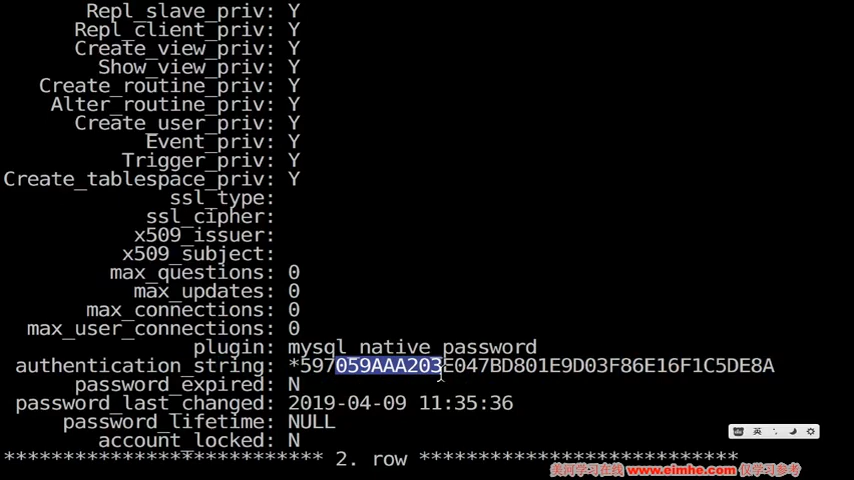 Repl_slave_priv: Y
Repl_client_priv: Y
Create_view_priv: Y
Show_view_priv: Y
Create_routine_priv: Y
Alter_routine_priv: Y
Create_user_priv: Y
Event_priv: Y
Trigger_priv: Y
Create_tablespace_priv: Y
ssl_type:
ssl_cipher:
x509_issuer:
x509_subject:
max_questions: 0
max_updates: 0
max_connections: 0
max_user_connections: 0
plugin: mysql_native_password
authentication_string: *597059AAA203E047BD801E9D03F86E16F1C5DE8A
password_expired: N
password_last_changed: 2019-04-09 11:35:36
password_lifetime: NULL
account_locked: N
英
*************************** 2. row ***************************
美河学习在线 www.eimhe.com 仅学习参考